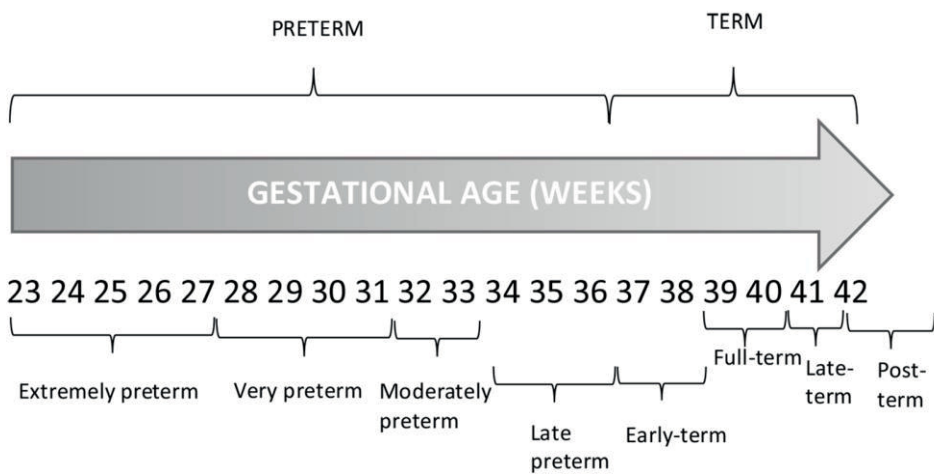 PRETERM
TERM
GESTATIONAL AGE (WEEKS)
23 24 25 26 27 28 29 30 31 32 33 34 35 36 37 38 39 40 41 42
Extremely preterm
Very preterm
Moderately
preterm
Late
preterm
Early-term
Full-term
Late-
term
Post-
term